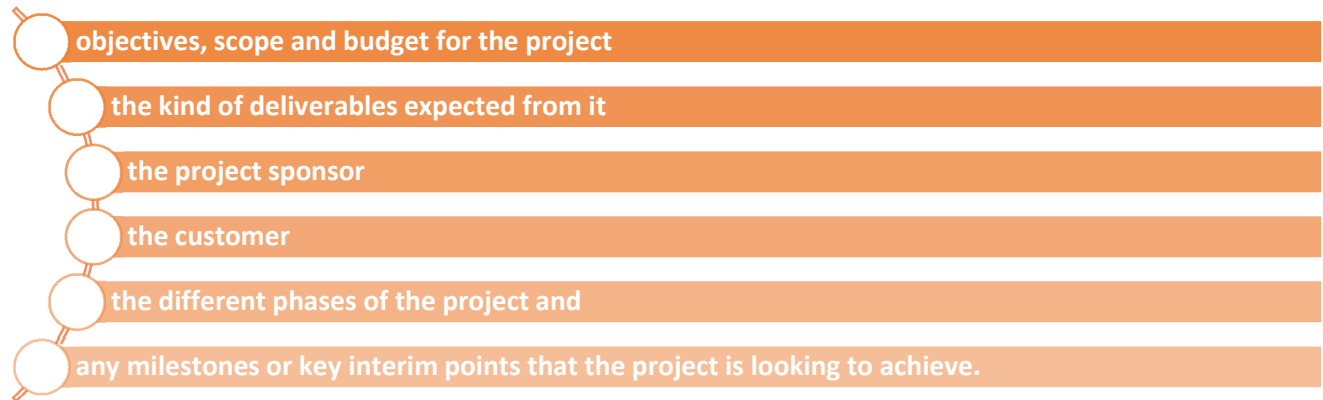 objectives, scope and budget for the project
the kind of deliverables expected from it
the project sponsor
the customer
the different phases of the project and
any milestones or key interim points that the project is looking to achieve.